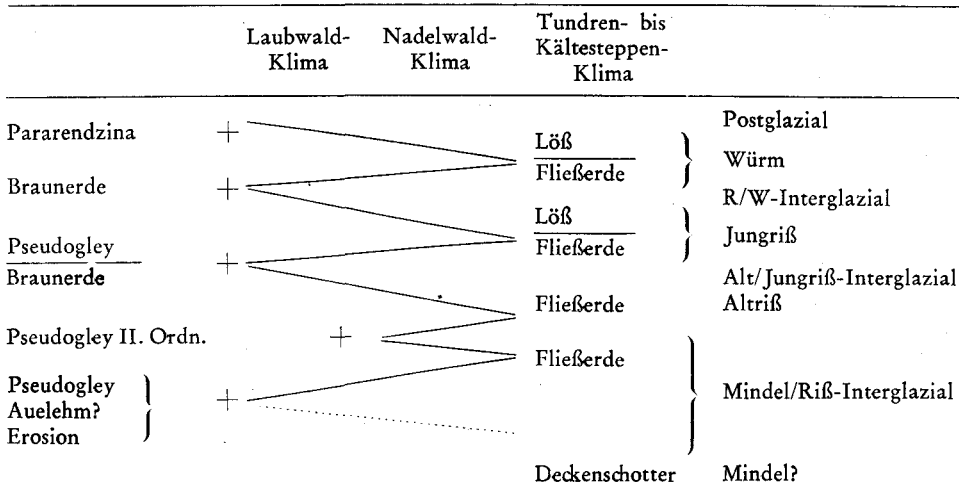 Laubwald- Nadelwald- Tundren- bis
Klima Klima Kältesteppen-
Klima
Pararendzina + Postglazial
Löß
Fließerde } Würm
Braunerde + R/W-Interglazial
Löß
Fließerde } Jungriß
Pseudogley
Braunerde + Alt/Jungriß-Interglazial
Fließerde Altriß
Pseudogley II. Ordn. +
Fließerde
Pseudogley
Auelehm? } + } Mindel/Riß-Interglazial
Erosion
Deckenschotter Mindel?